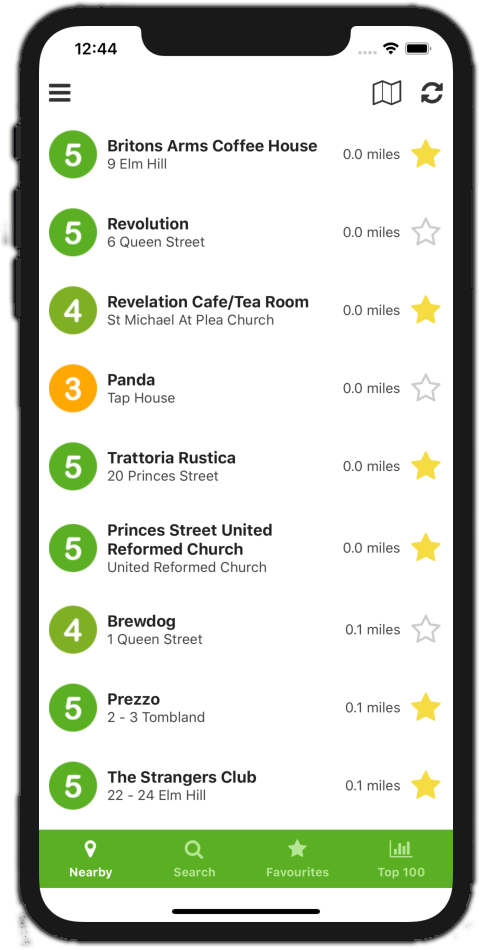 12:44
5 Britons Arms Coffee House 0.0 miles
9 Elm Hill
5 Revolution 0.0 miles
6 Queen Street
4 Revelation Cafe/Tea Room 0.0 miles
St Michael At Plea Church
3 Panda 0.0 miles
Tap House
5 Trattoria Rustica 0.0 miles
20 Princes Street
Princes Street United
5 Reformed Church 0.0 miles
United Reformed Church
4 Brewdog 0.1 miles
1 Queen Street
5 Prezzo 0.1 miles
2 - 3 Tombland
5 The Strangers Club 0.1 miles
22 - 24 Elm Hill
Nearby Search Favourites Top 100